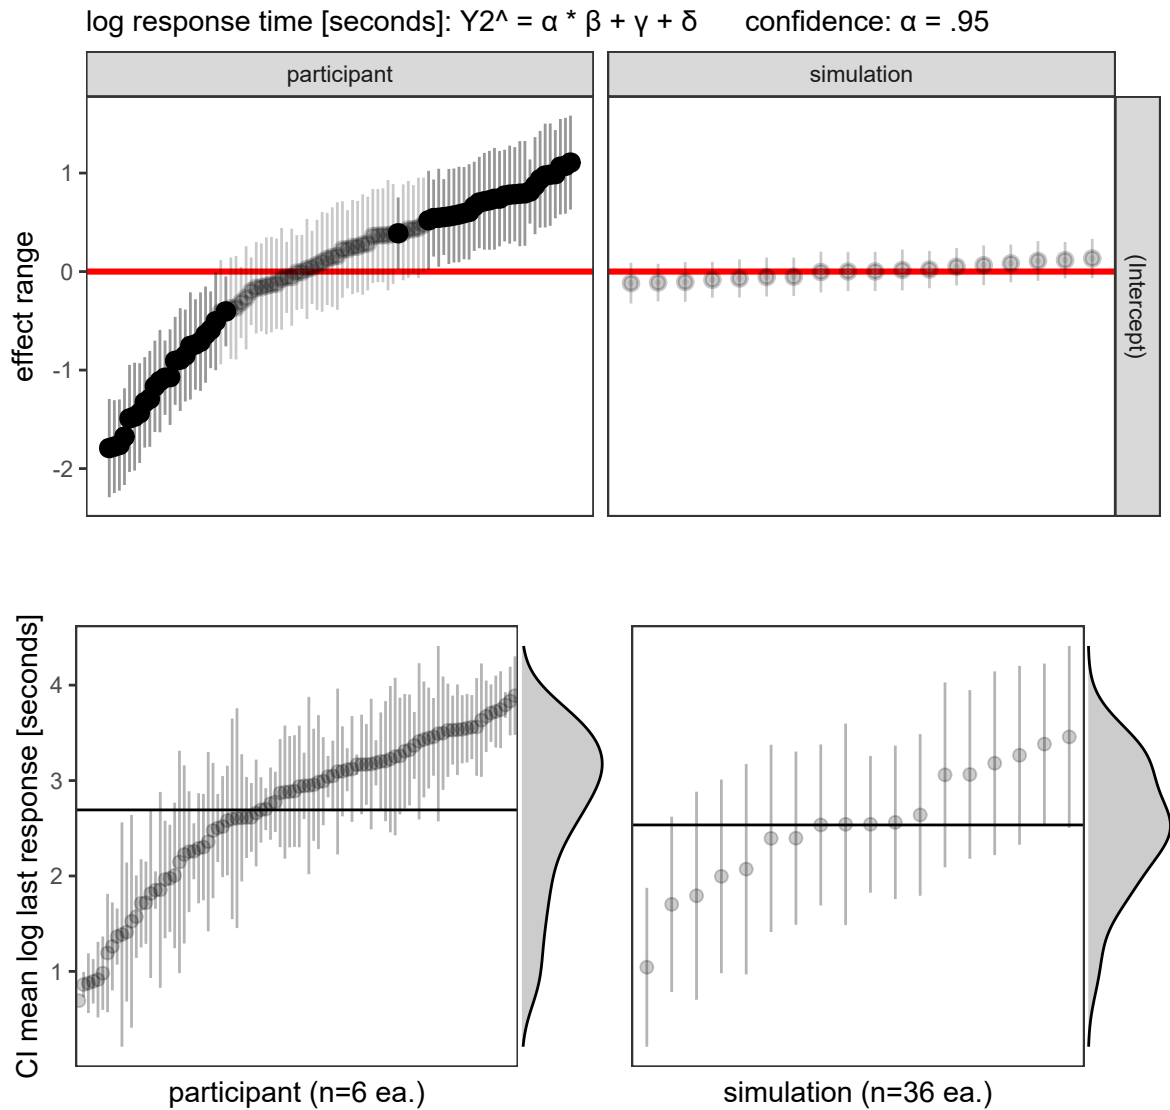 log response time [seconds]: Y2^ = α * β + γ + δ confidence: α = .95
participant
simulation
effect range
1
0
-1
-2
(Intercept)
CI mean log last response [seconds]
4
3
2
1
participant (n=6 ea.)
simulation (n=36 ea.)